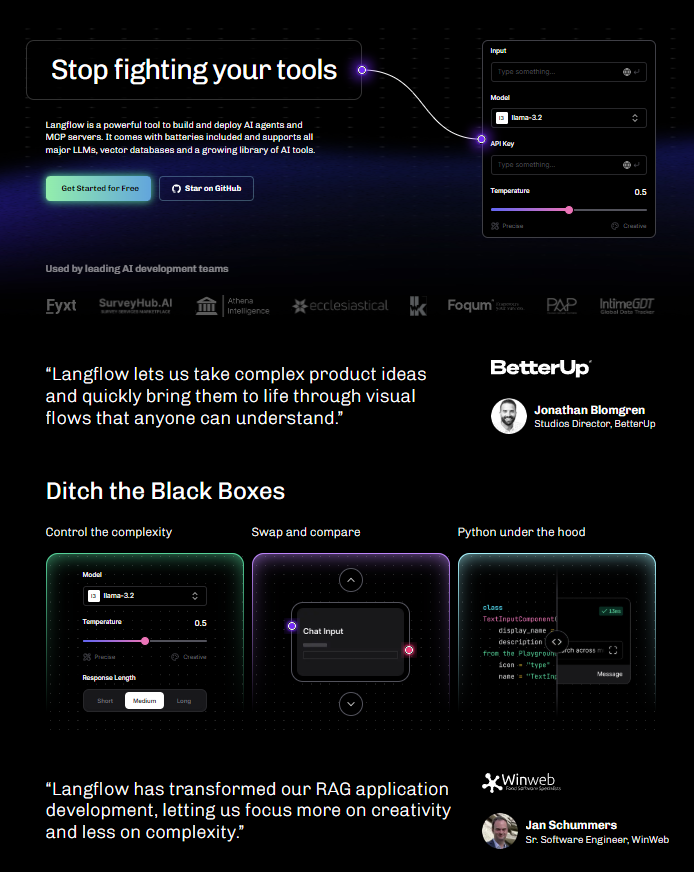 Stop fighting your tools
Langflow is a powerful tool to build and deploy AI agents and
MCP servers. It comes with batteries included and supports all
major LLMs, vector databases and a growing library of AI tools.
Get Started for Free
Star on GitHub
Input
Type something...
Model
llama-3.2
API Key
Type something...
Temperature
0.5
Precise
Creative
Used by leading AI development teams
Fyxt
SurveyHub.AI
SURVEY SERVICES MARKETPLACE
Athena
Intelligence
ecclesiastical
Foqum
PAP
IntimeGDT
Global Data Tracker
“Langflow lets us take complex product ideas
and quickly bring them to life through visual
flows that anyone can understand.”
BetterUp
Jonathan Blomgren
Studios Director, BetterUp
Ditch the Black Boxes
Control the complexity
Model
llama-3.2
Temperature
0.5
Precise
Creative
Response Length
Short
Medium
Long
Swap and compare
Chat Input
Python under the hood
class
TextInputComponent(
display_name =
description
from the Playground
icon = "type"
name = "TextInp
13ms
arch across
Message
“Langflow has transformed our RAG application
development, letting us focus more on creativity
and less on complexity.”
Winweb
Food Software Specialists
Jan Schummers
Sr. Software Engineer, WinWeb